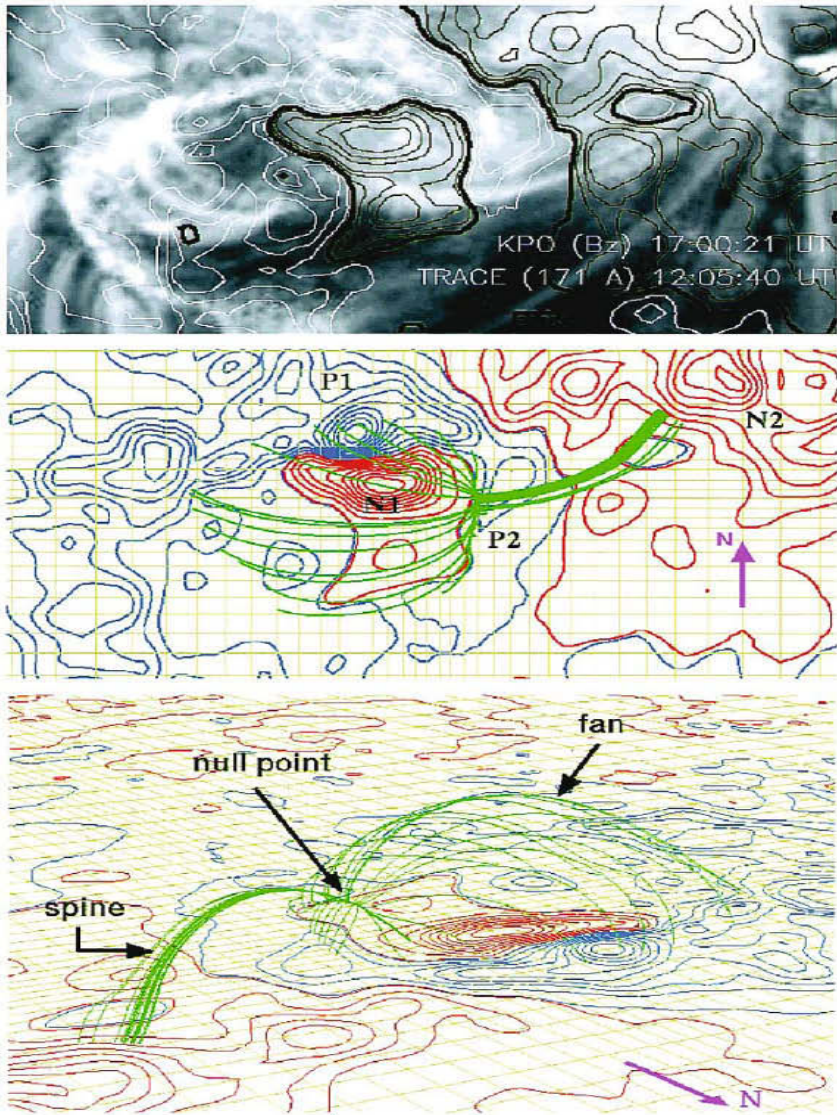 KPO (Bz) 17:00:21 UT
TRACE (171 A) 12:05:40 UT
P1
N2
N1
P2
N
fan
null point
spine
N